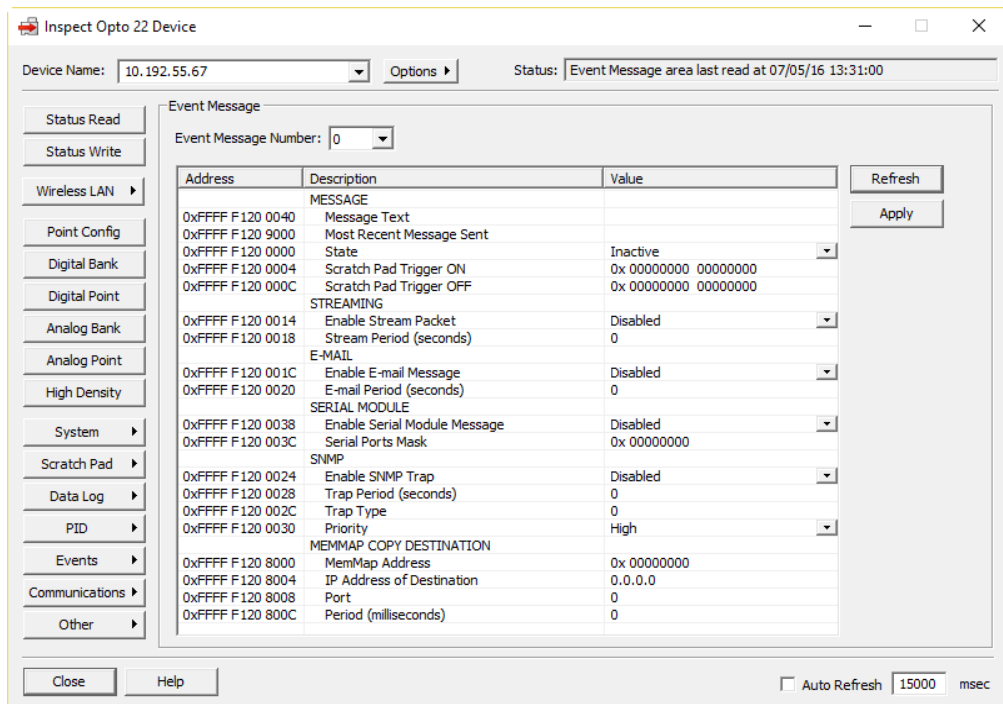 Inspect Opto 22 Device
Device Name: 10.192.55.67 Options Status: Event Message area last read at 07/05/16 13:31:00
Status Read
Status Write
Wireless LAN
Point Config
Digital Bank
Digital Point
Analog Bank
Analog Point
High Density
System
Scratch Pad
Data Log
PID
Events
Communications
Other
Event Message
Event Message Number: 0
Address Description Value
MESSAGE
0xFFFF F120 0040 Message Text
0xFFFF F120 9000 Most Recent Message Sent
0xFFFF F120 0000 State Inactive
0xFFFF F120 0004 Scratch Pad Trigger ON 0x 00000000 00000000
0xFFFF F120 000C Scratch Pad Trigger OFF 0x 00000000 00000000
STREAMING
0xFFFF F120 0014 Enable Stream Packet Disabled
0xFFFF F120 0018 Stream Period (seconds) 0
E-MAIL
0xFFFF F120 001C Enable E-mail Message Disabled
0xFFFF F120 0020 E-mail Period (seconds) 0
SERIAL MODULE
0xFFFF F120 0038 Enable Serial Module Message Disabled
0xFFFF F120 003C Serial Ports Mask 0x 00000000
SNMP
0xFFFF F120 0024 Enable SNMP Trap Disabled
0xFFFF F120 0028 Trap Period (seconds) 0
0xFFFF F120 002C Trap Type 0
0xFFFF F120 0030 Priority High
MEMMAP COPY DESTINATION
0xFFFF F120 8000 MemMap Address 0x 00000000
0xFFFF F120 8004 IP Address of Destination 0.0.0.0
0xFFFF F120 8008 Port 0
0xFFFF F120 800C Period (milliseconds) 0
Refresh
Apply
Close Help Auto Refresh 15000 msec